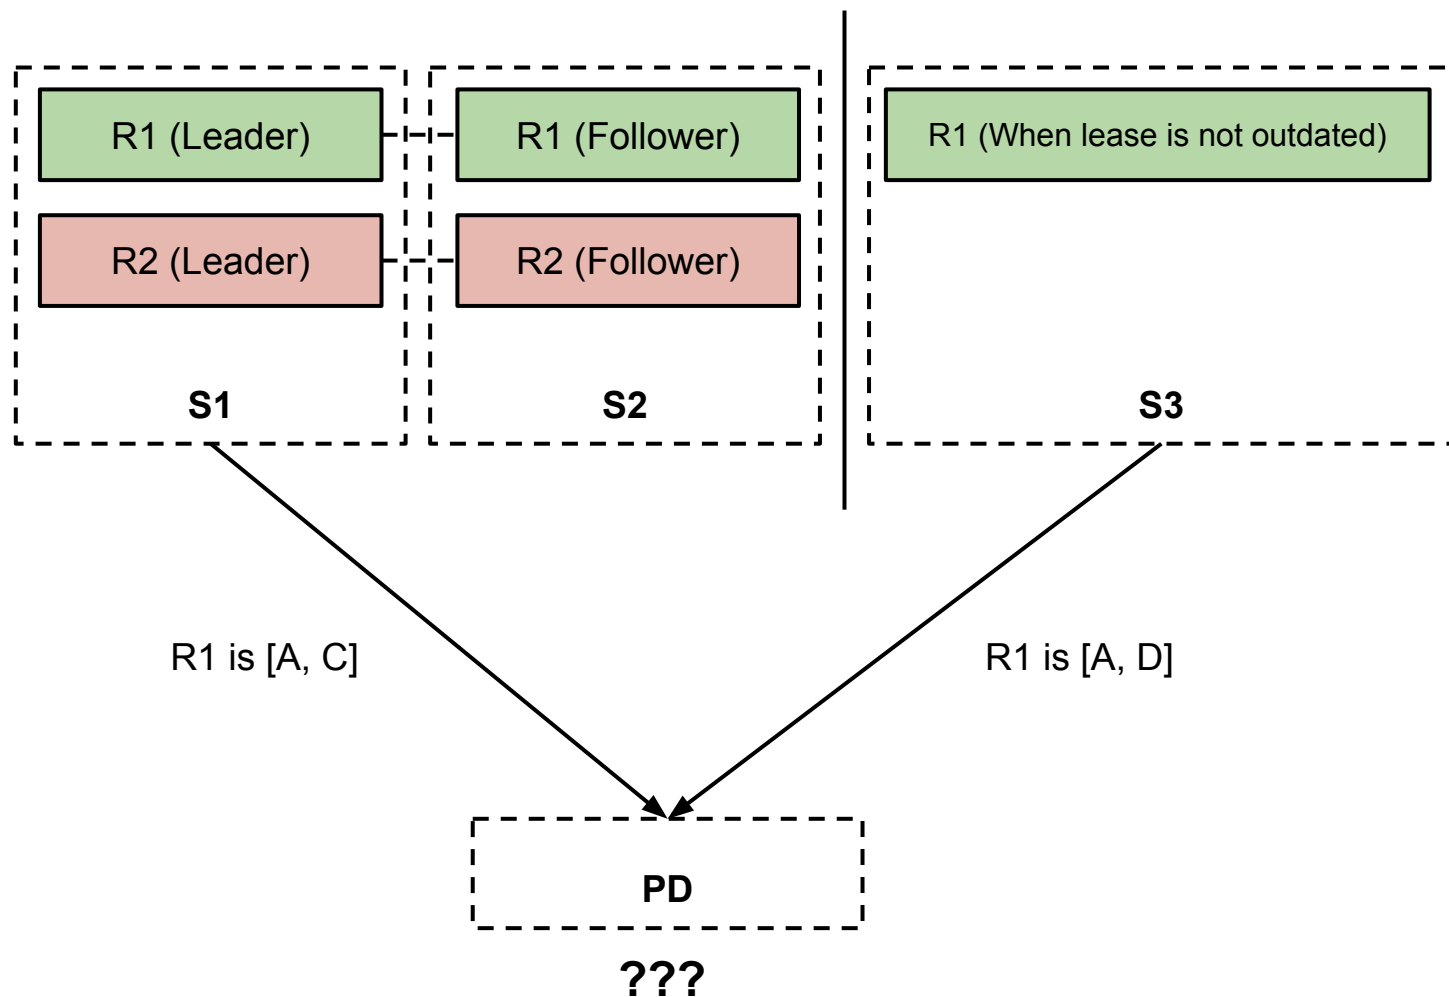 R1 (Leader)
R1 (Follower)
R1 (When lease is not outdated)
R2 (Leader)
R2 (Follower)
S1
S2
S3
R1 is [A, C]
R1 is [A, D]
PD
???